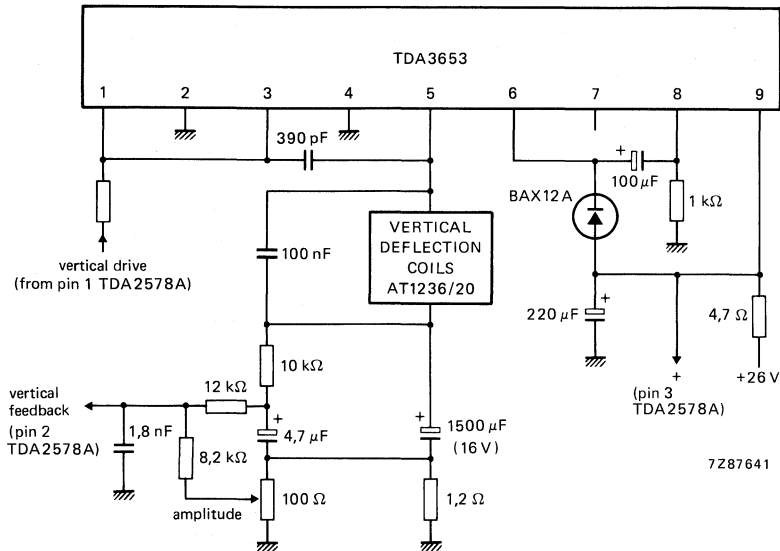 TDA3653
1 2 3 4 5 6 7 8 9
390 pF
+
100 μF
BAX12A
1 kΩ
vertical drive
(from pin 1 TDA2578A)
100 nF
VERTICAL
DEFLECTION
COILS
AT1236/20
+
220 μF
4,7 Ω
+
(pin 3
TDA2578A)
+26 V
10 kΩ
12 kΩ
vertical
feedback
(pin 2
TDA2578A)
1,8 nF
+
4,7 μF
+
1500 μF
(16 V)
8,2 kΩ
amplitude
100 Ω
1,2 Ω
7Z87641